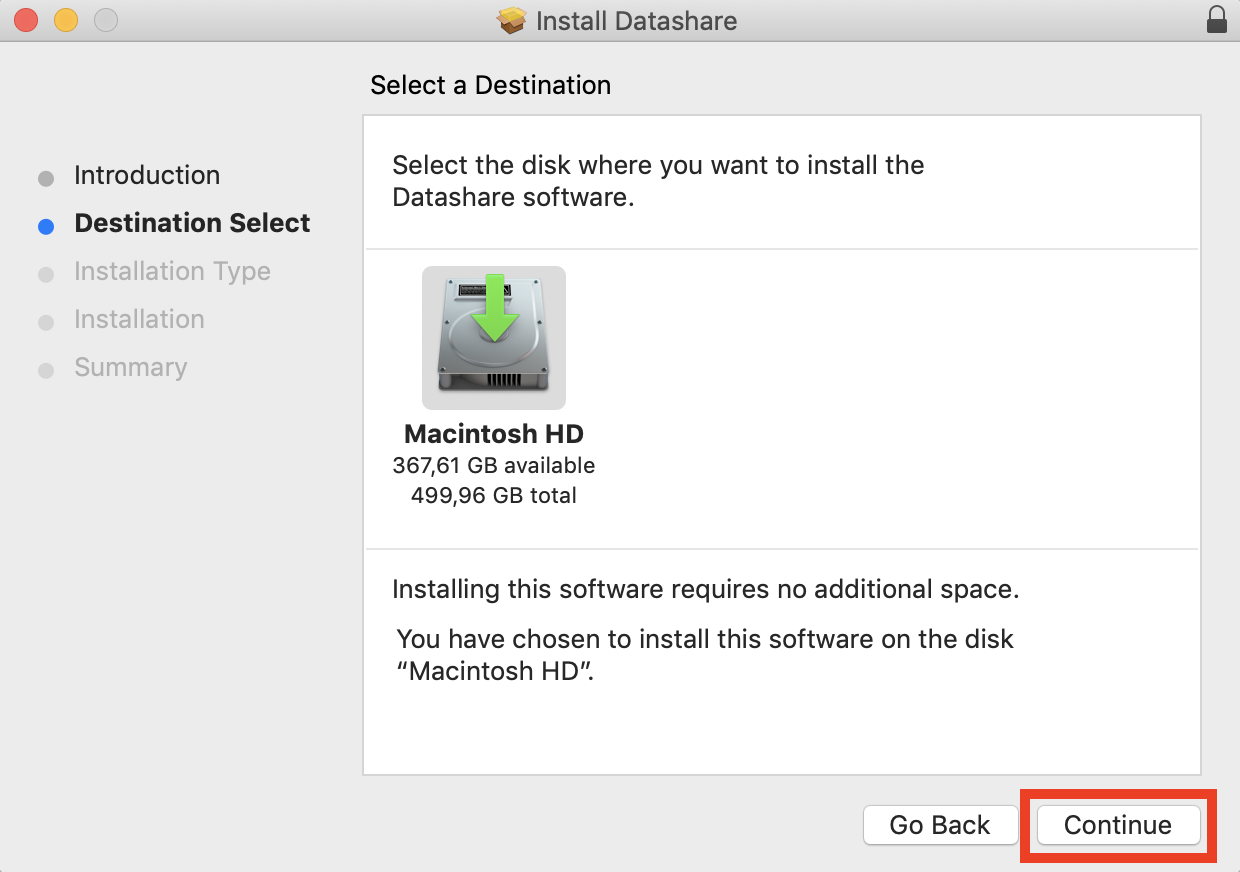 Install Datashare
Select a Destination
Introduction
Destination Select
Installation Type
Installation
Summary
Select the disk where you want to install the
Datashare software.
Macintosh HD
367,61 GB available
499,96 GB total
Installing this software requires no additional space.
You have chosen to install this software on the disk
“Macintosh HD”.
Go Back
Continue